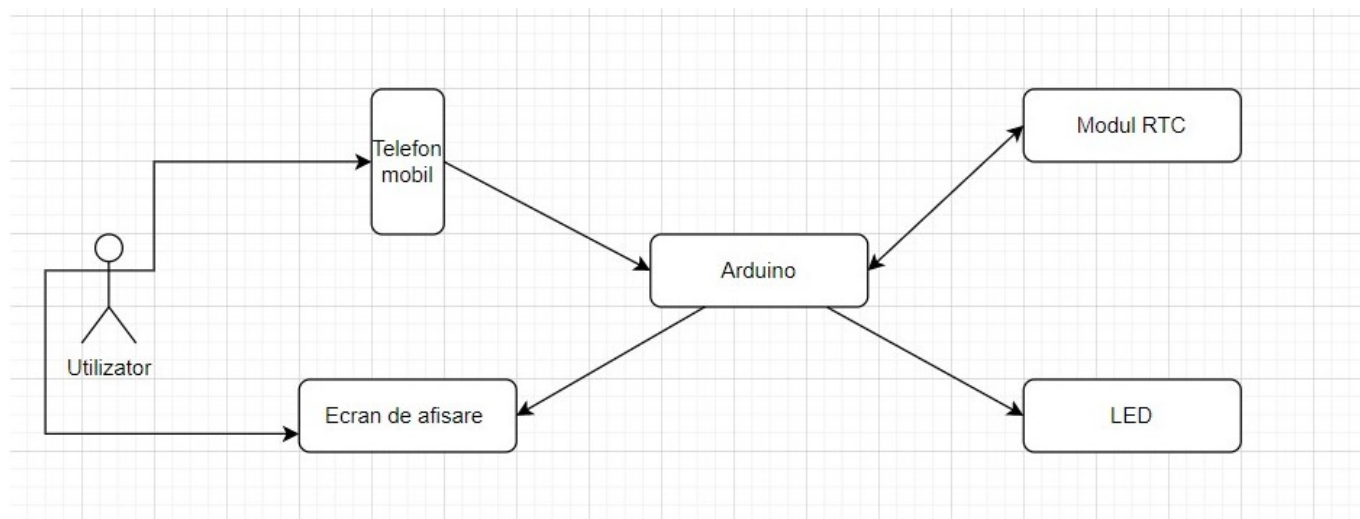 Telefon
mobil
Modul RTC
Arduino
Utilizator
Ecran de afisare
LED